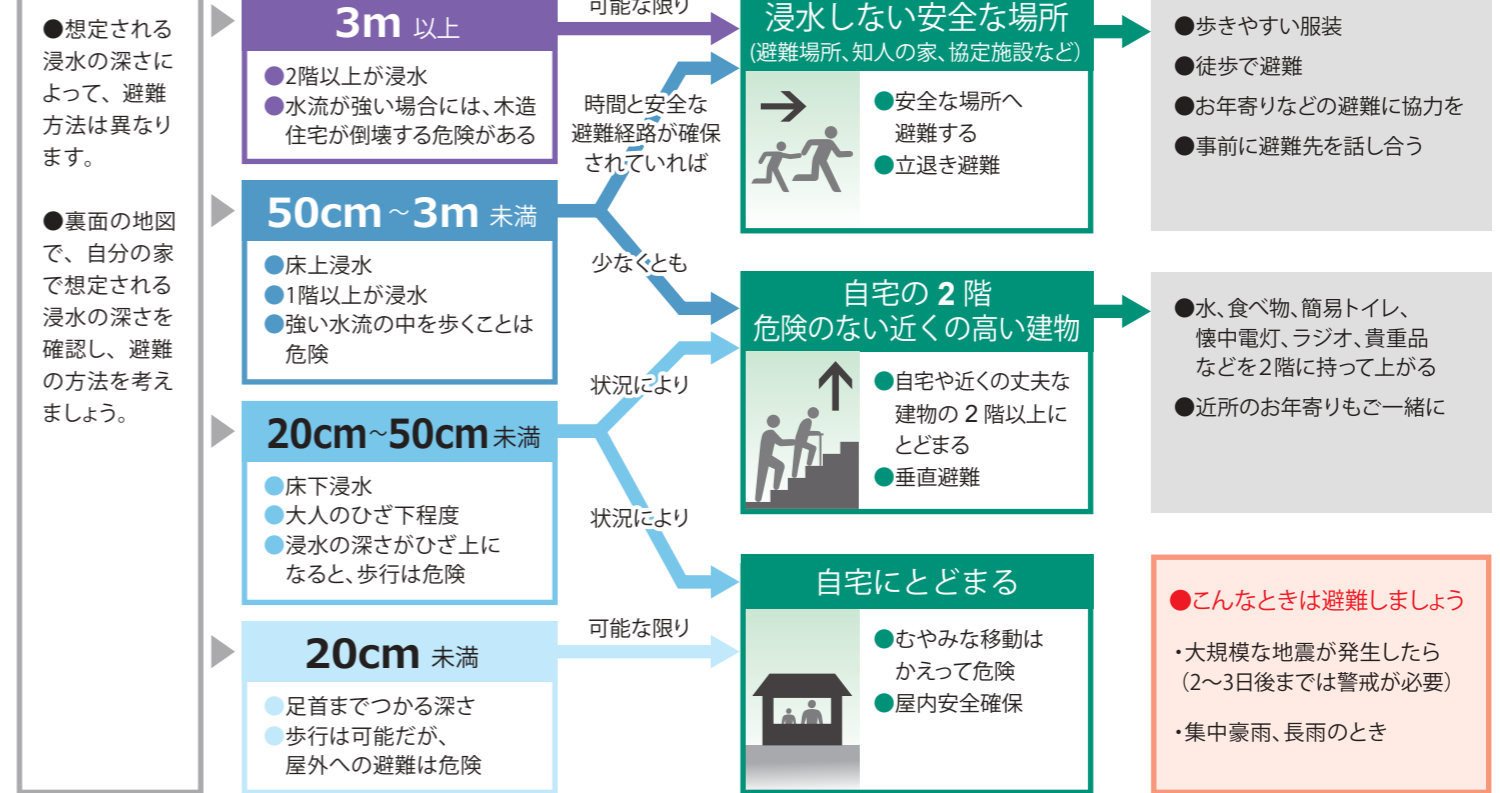 ●想定される
浸水の深さに
よって、避難
方法は異なり
ます。
●裏面の地図
で、自分の家
で想定される
浸水の深さを
確認し、避難
の方法を考え
ましょう。
3m 以上
●2階以上が浸水
●水流が強い場合には、木造
住宅が倒壊する危険がある
50cm～3m 未満
●床上浸水
●1階以上が浸水
●強い水流の中を歩くことは
危険
20cm～50cm未満
●床下浸水
●大人のひざ下程度
●浸水の深さがひざ上に
なると、歩行は危険
20cm 未満
●足首までつかる深さ
●歩行は可能だが、
屋外への避難は危険
可能な限り
時間と安全な
避難経路が確保
されていれば
少なくとも
状況により
状況により
可能な限り
浸水しない安全な場所
(避難場所、知人の家、協定施設など)
●安全な場所へ
避難する
●立退き避難
自宅の 2 階
危険のない近くの高い建物
●自宅や近くの丈夫な
建物の 2 階以上に
とどまる
●垂直避難
自宅にとどまる
●むやみな移動は
かえって危険
●屋内安全確保
●歩きやすい服装
●徒歩で避難
●お年寄りなどの避難に協力を
●事前に避難先を話し合う
●水、食べ物、簡易トイレ、
懐中電灯、ラジオ、貴重品
などを2階に持って上がる
●近所のお年寄りもご一緒に
●こんなときは避難しましょう
・大規模な地震が発生したら
（2～3日後までは警戒が必要）
・集中豪雨、長雨のとき